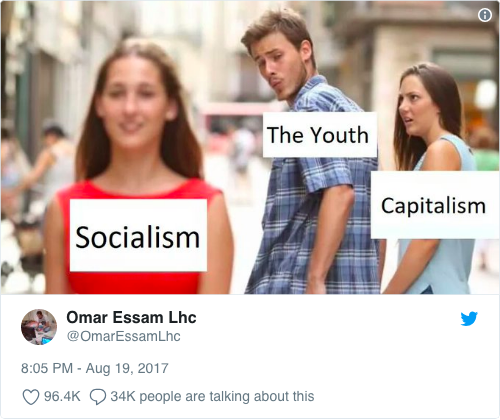 The Youth
Capitalism
Socialism
Omar Essam Lhc
@OmarEssamLhc
8:05 PM - Aug 19, 2017
96.4K 34K people are talking about this